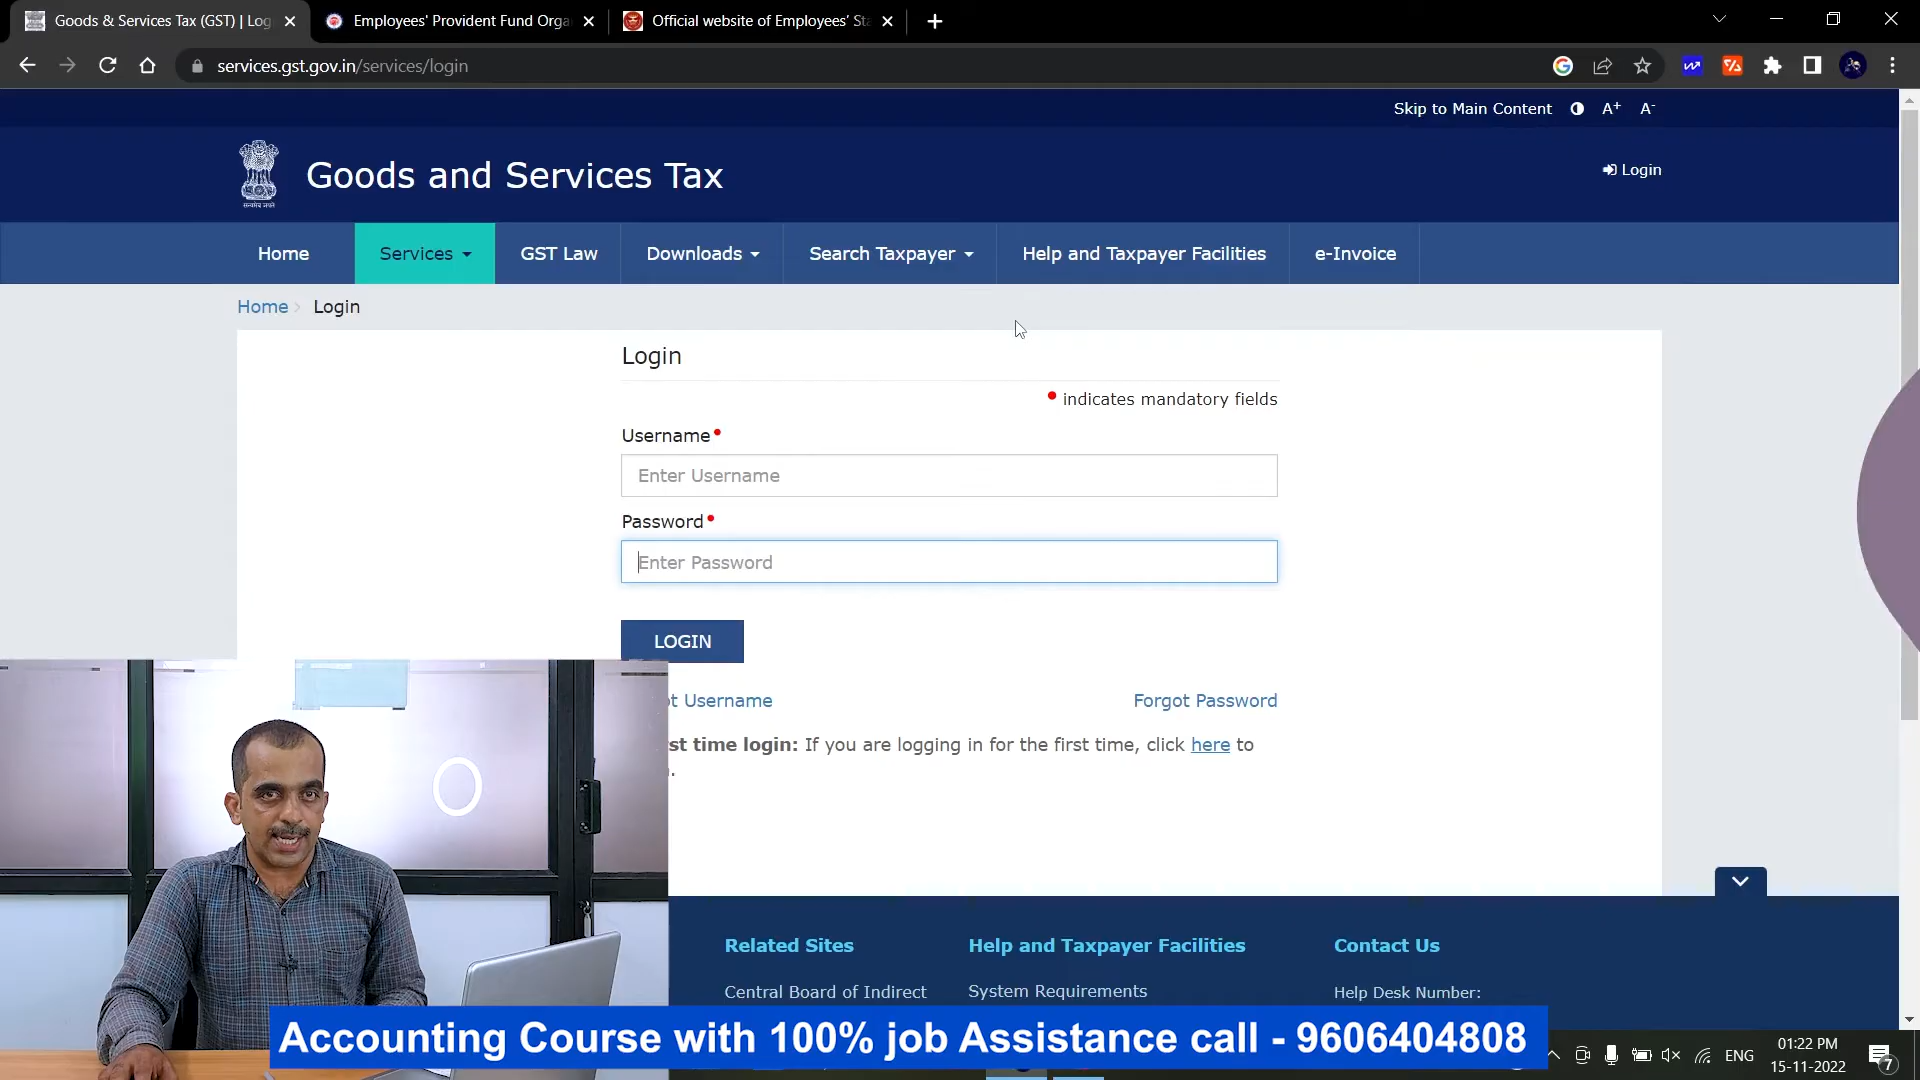 Goods & Services Tax (GST) | Log
Employees' Provident Fund Orga
Official website of Employees' Sta
services.gst.gov.in/services/login
Skip to Main Content
A+
A-
Goods and Services Tax
Login
Home
Services
GST Law
Downloads
Search Taxpayer
Help and Taxpayer Facilities
e-Invoice
Home
Login
Login
indicates mandatory fields
Username
Enter Username
Password
Enter Password
LOGIN
t Username
Forgot Password
st time login: If you are logging in for the first time, click here to
Related Sites
Help and Taxpayer Facilities
Contact Us
Central Board of Indirect
System Requirements
Help Desk Number:
Accounting Course with 100% job Assistance call - 9606404808
ENG
01:22 PM
15-11-2022
7